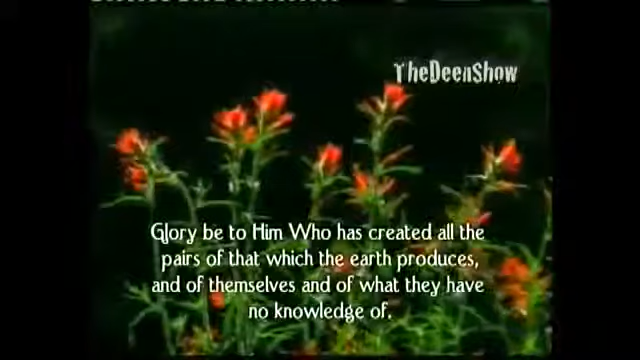 TheDeenShow
Glory be to Him Who has created all the
pairs of that which the earth produces,
and of themselves and of what they have
no knowledge of.